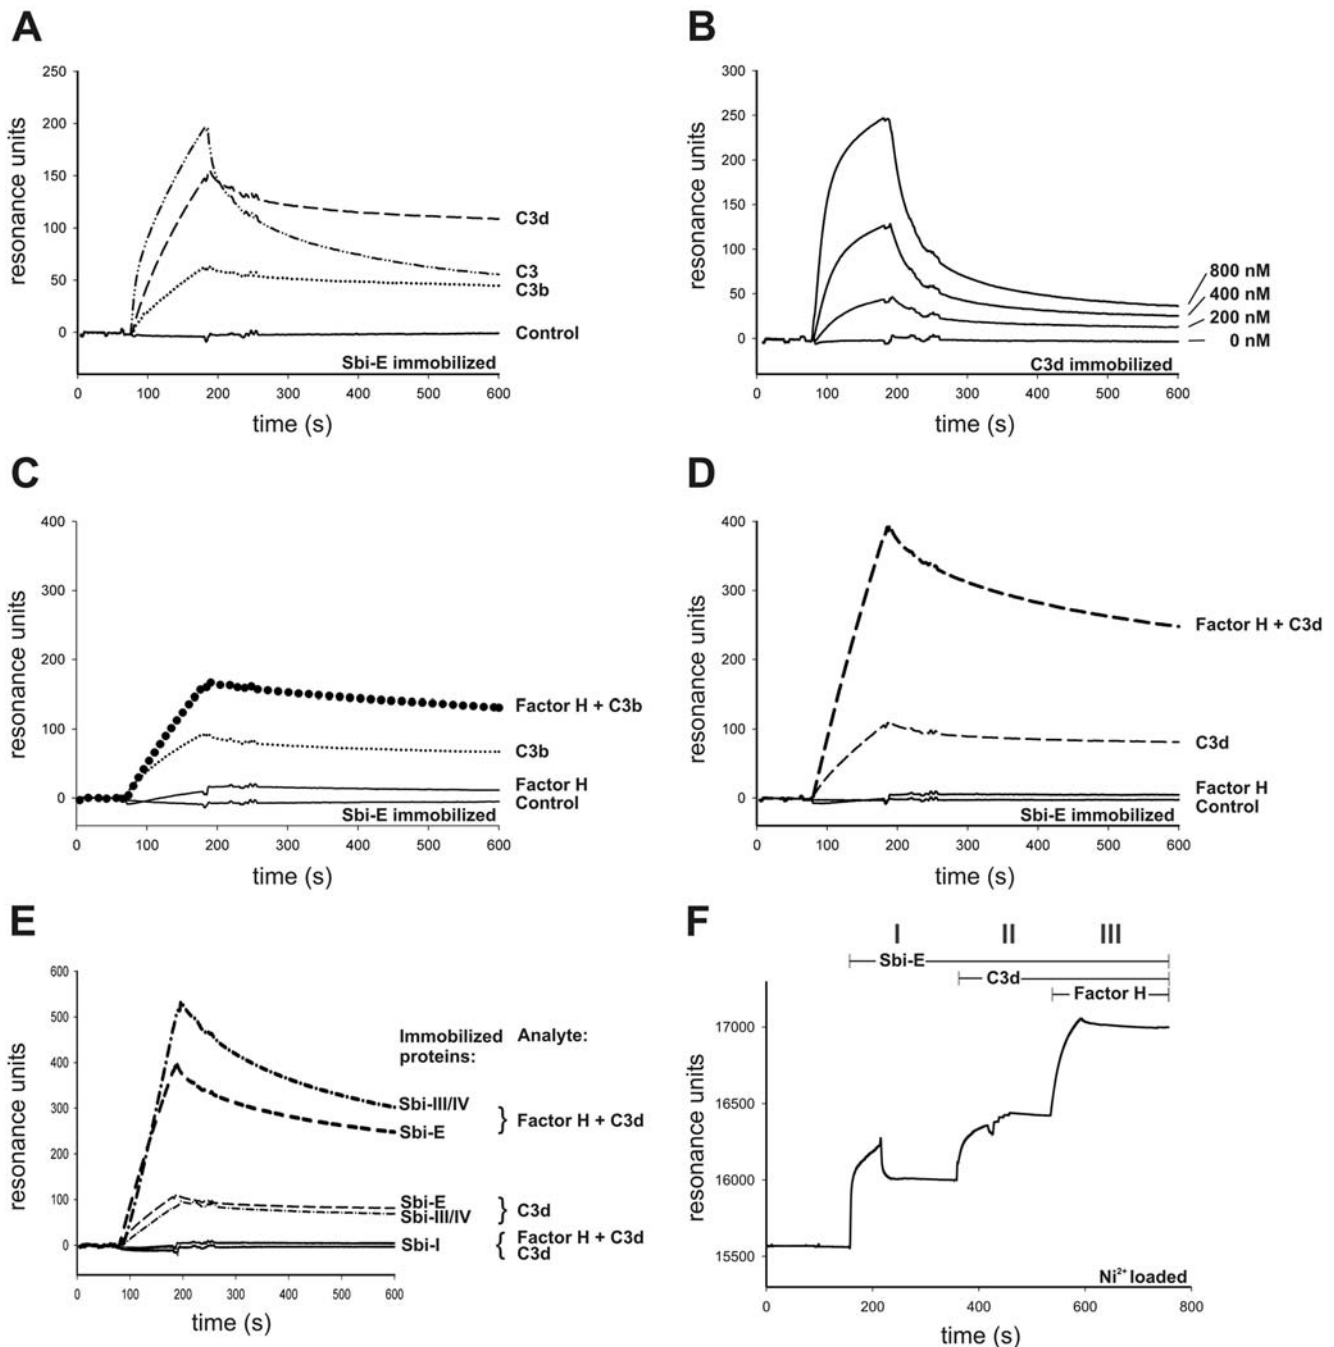 A
resonance units
250
200
150
100
50
0
C3d
C3
C3b
Control
Sbi-E immobilized
0 100 200 300 400 500 600
time (s)
B
resonance units
300
250
200
150
100
50
0
800 nM
400 nM
200 nM
0 nM
C3d immobilized
0 100 200 300 400 500 600
time (s)
C
resonance units
400
300
200
100
0
Factor H + C3b
C3b
Factor H
Control
Sbi-E immobilized
0 100 200 300 400 500 600
time (s)
D
resonance units
400
300
200
100
0
Factor H + C3d
C3d
Factor H
Control
Sbi-E immobilized
0 100 200 300 400 500 600
time (s)
E
resonance units
600
500
400
300
200
100
0
Immobilized Analyte:
proteins:
Sbi-III/IV
Sbi-E
} Factor H + C3d
Sbi-E
Sbi-III/IV
} C3d
Sbi-I
{ Factor H + C3d
C3d
0 100 200 300 400 500 600
time (s)
F
I II III
Sbi-E
C3d
Factor H
resonance units
17000
16500
16000
15500
Ni²⁺ loaded
0 200 400 600 800
time (s)